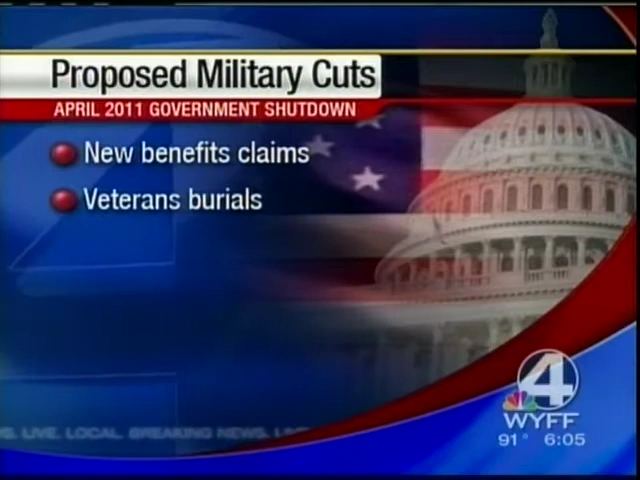 Proposed Military Cuts
APRIL 2011 GOVERNMENT SHUTDOWN
New benefits claims
Veterans burials
4
WYFF
LIVE. LOCAL. BREAKING NEWS.
91° 6:05